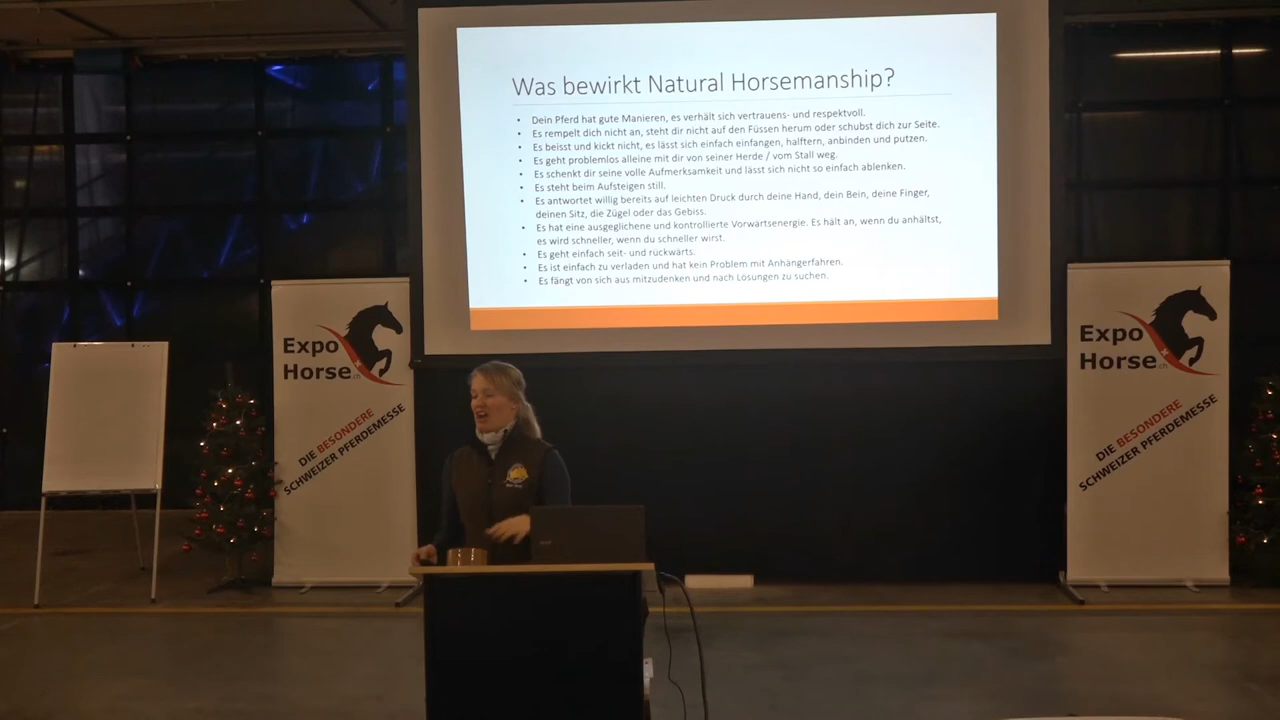 Was bewirkt Natural Horsemanship?
• Dein Pferd hat gute Manieren, es verhält sich vertrauens- und respektvoll.
• Es rempelt dich nicht an, steht dir nicht auf den Füssen herum oder schubst dich zur Seite.
• Es beisst und kickt nicht, es lässt sich einfach einfangen, halftern, anbinden und putzen.
• Es geht problemlos alleine mit dir von seiner Herde / vom Stall weg.
• Es schenkt dir seine volle Aufmerksamkeit und lässt sich nicht so einfach ablenken.
• Es steht beim Aufsteigen still.
• Es antwortet willig bereits auf leichten Druck durch deine Hand, dein Bein, deine Finger,
deinen Sitz, die Zügel oder das Gebiss.
• Es hat eine ausgeglichene und kontrollierte Vorwärtsenergie. Es hält an, wenn du anhältst,
es wird schneller, wenn du schneller wirst.
• Es geht einfach seit- und rückwärts.
• Es ist einfach zu verladen und hat kein Problem mit Anhängerfahren.
• Es fängt von sich aus mitzudenken und nach Lösungen zu suchen.
Expo
Horse.ch
DIE BESONDERE
SCHWEIZER PFERDEMESSE
Expo
Horse.ch
DIE BESONDERE
SCHWEIZER PFERDEMESSE